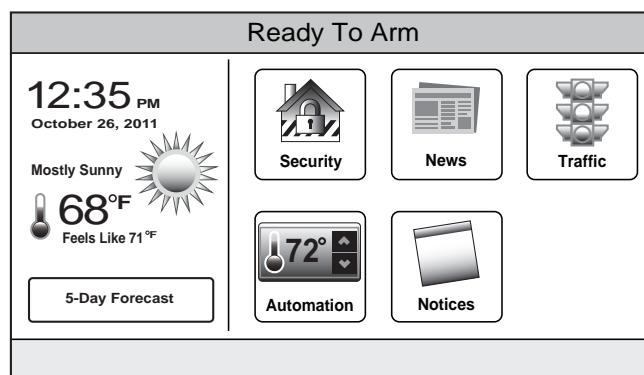 Ready To Arm
12:35 PM
October 26, 2011
Mostly Sunny
68°F
Feels Like 71°F
5-Day Forecast
Security
News
Traffic
72°
Automation
Notices